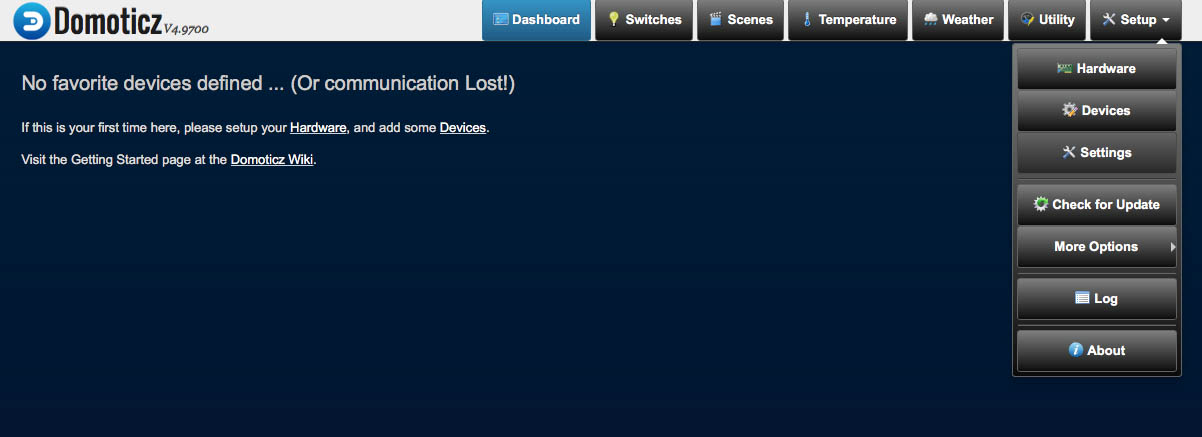 Domoticz V4.9700
Dashboard Switches Scenes Temperature Weather Utility Setup
No favorite devices defined ... (Or communication Lost!)
If this is your first time here, please setup your Hardware, and add some Devices.
Visit the Getting Started page at the Domoticz Wiki.
Hardware
Devices
Settings
Check for Update
More Options
Log
About